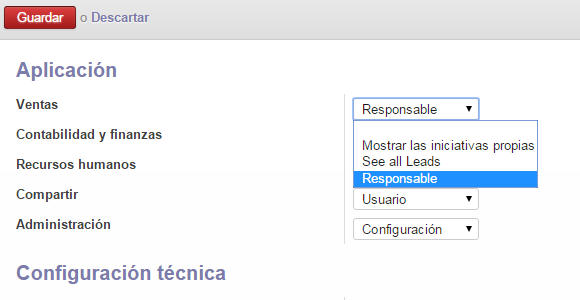 Guardar o Descartar
Aplicación
Ventas Responsable
Contabilidad y finanzas
Mostrar las iniciativas propias
See all Leads
Recursos humanos
Responsable
Compartir Usuario
Administración Configuración
Configuración técnica